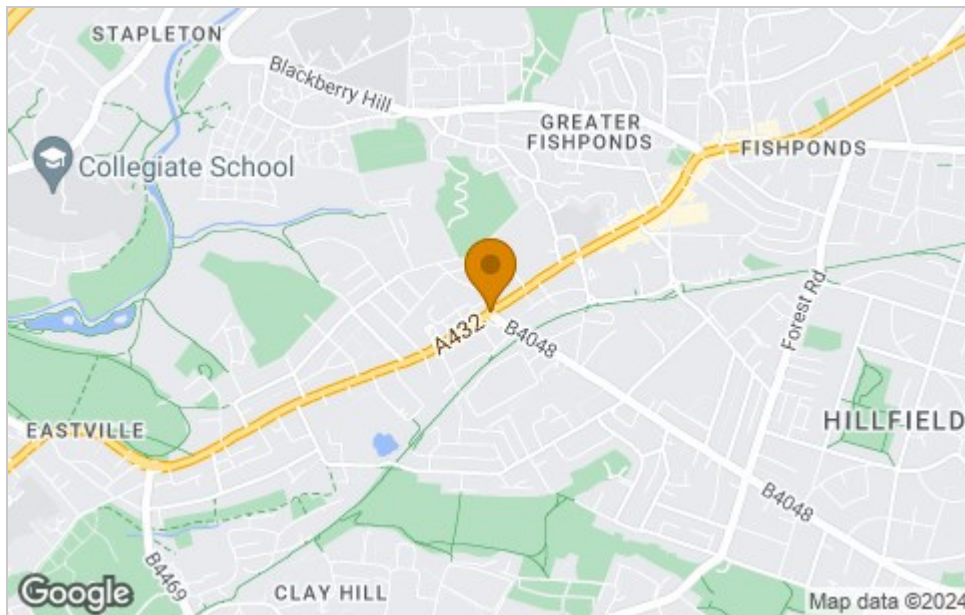 STAPLETON
Blackberry Hill
GREATER
FISHPONDS
FISHPONDS
Collegiate School
Forest Rd
A432
B4048
HILLFIELD
EASTVILLE
B4048
B4469
CLAY HILL
Google
Map data ©2024